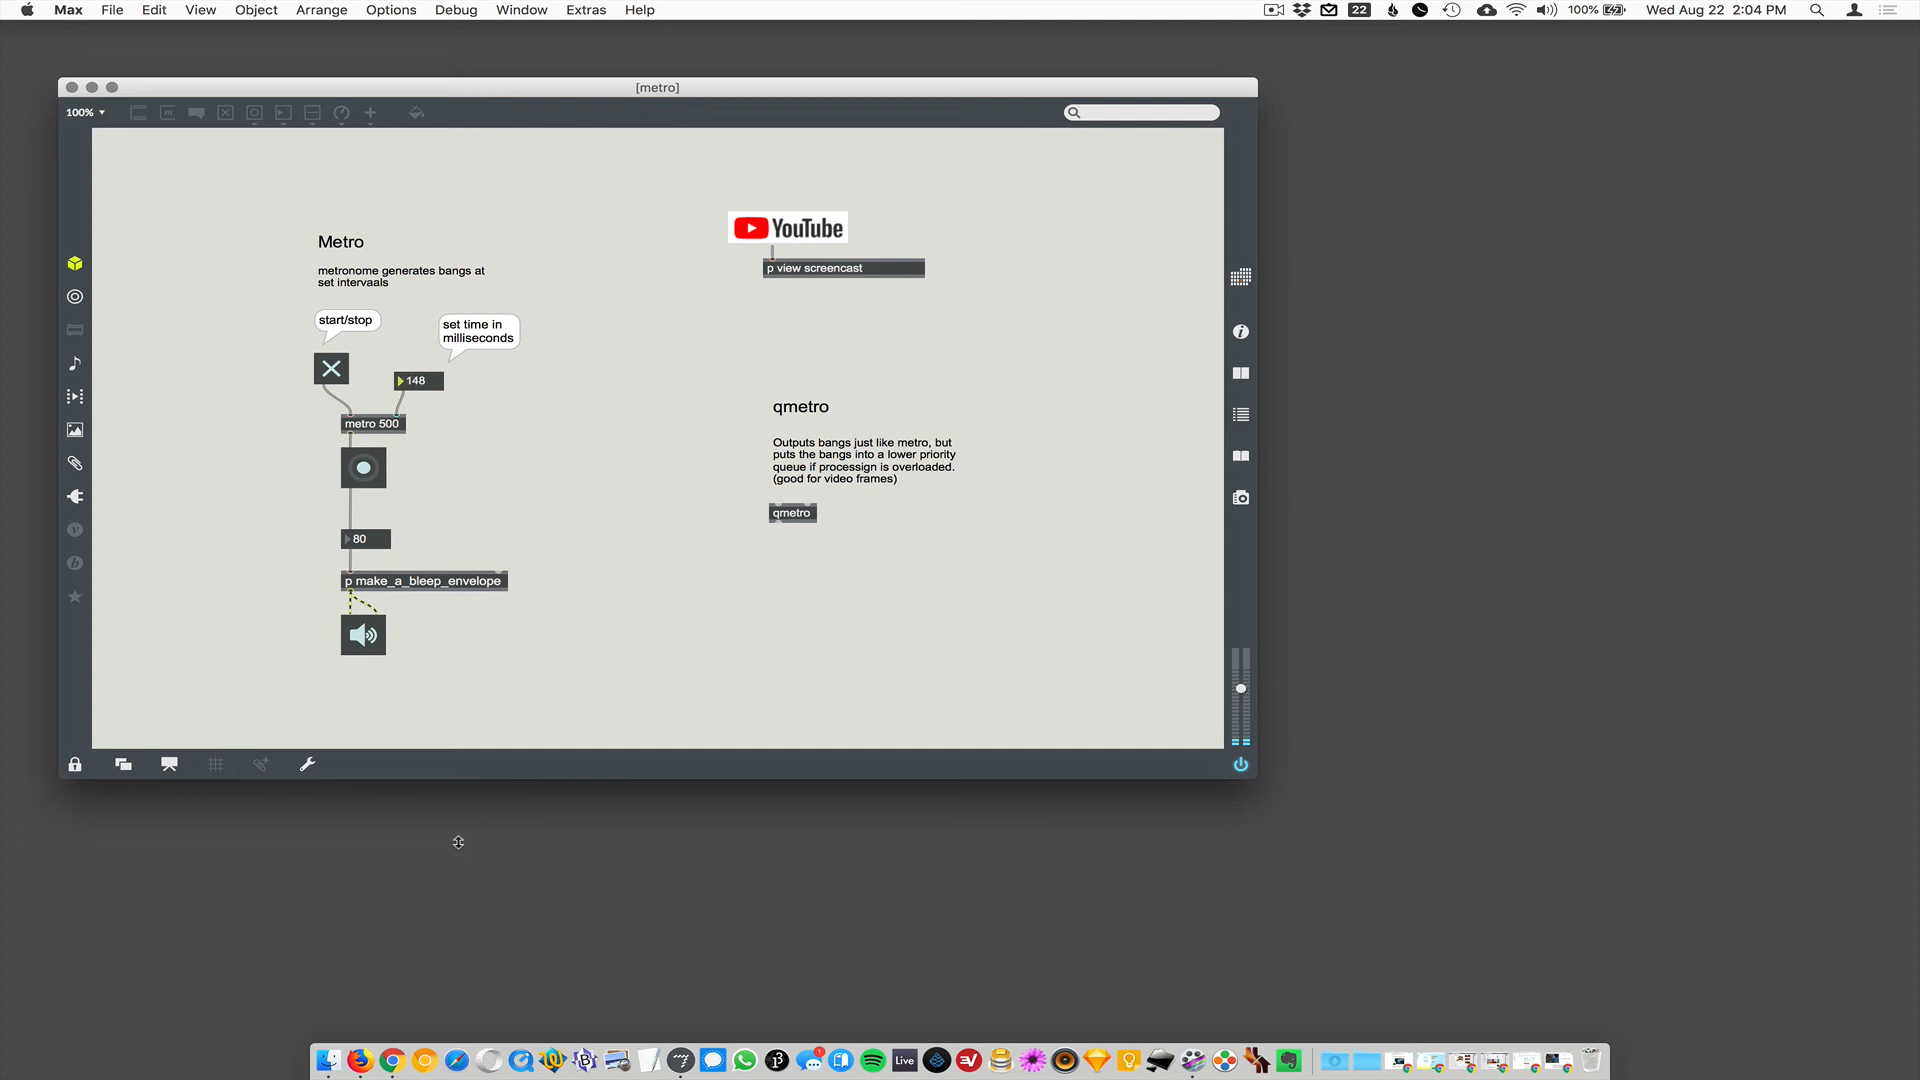 Max File Edit View Object Arrange Options Debug Window Extras Help
22
100%
Wed Aug 22 2:04 PM
[metro]
100%
YouTube
p view screencast
Metro
metronome generates bangs at
set intervaals
start/stop
set time in
milliseconds
148
metro 500
80
p make_a_bleep_envelope
qmetro
Outputs bangs just like metro, but
puts the bangs into a lower priority
queue if processign is overloaded.
(good for video frames)
qmetro
Live